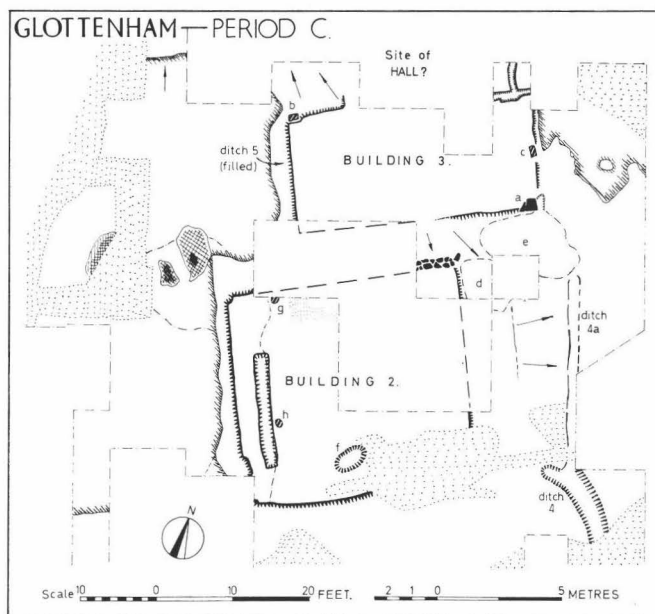 GLOTTENHAM — PERIOD C.
Site of
HALL?
b
ditch 5
(filled)
BUILDING 3.
c
a
e
d
g
ditch
4a
BUILDING 2.
h
f
ditch
4
N
Scale 10 0 10 20 FEET. 2 1 0 5 METRES